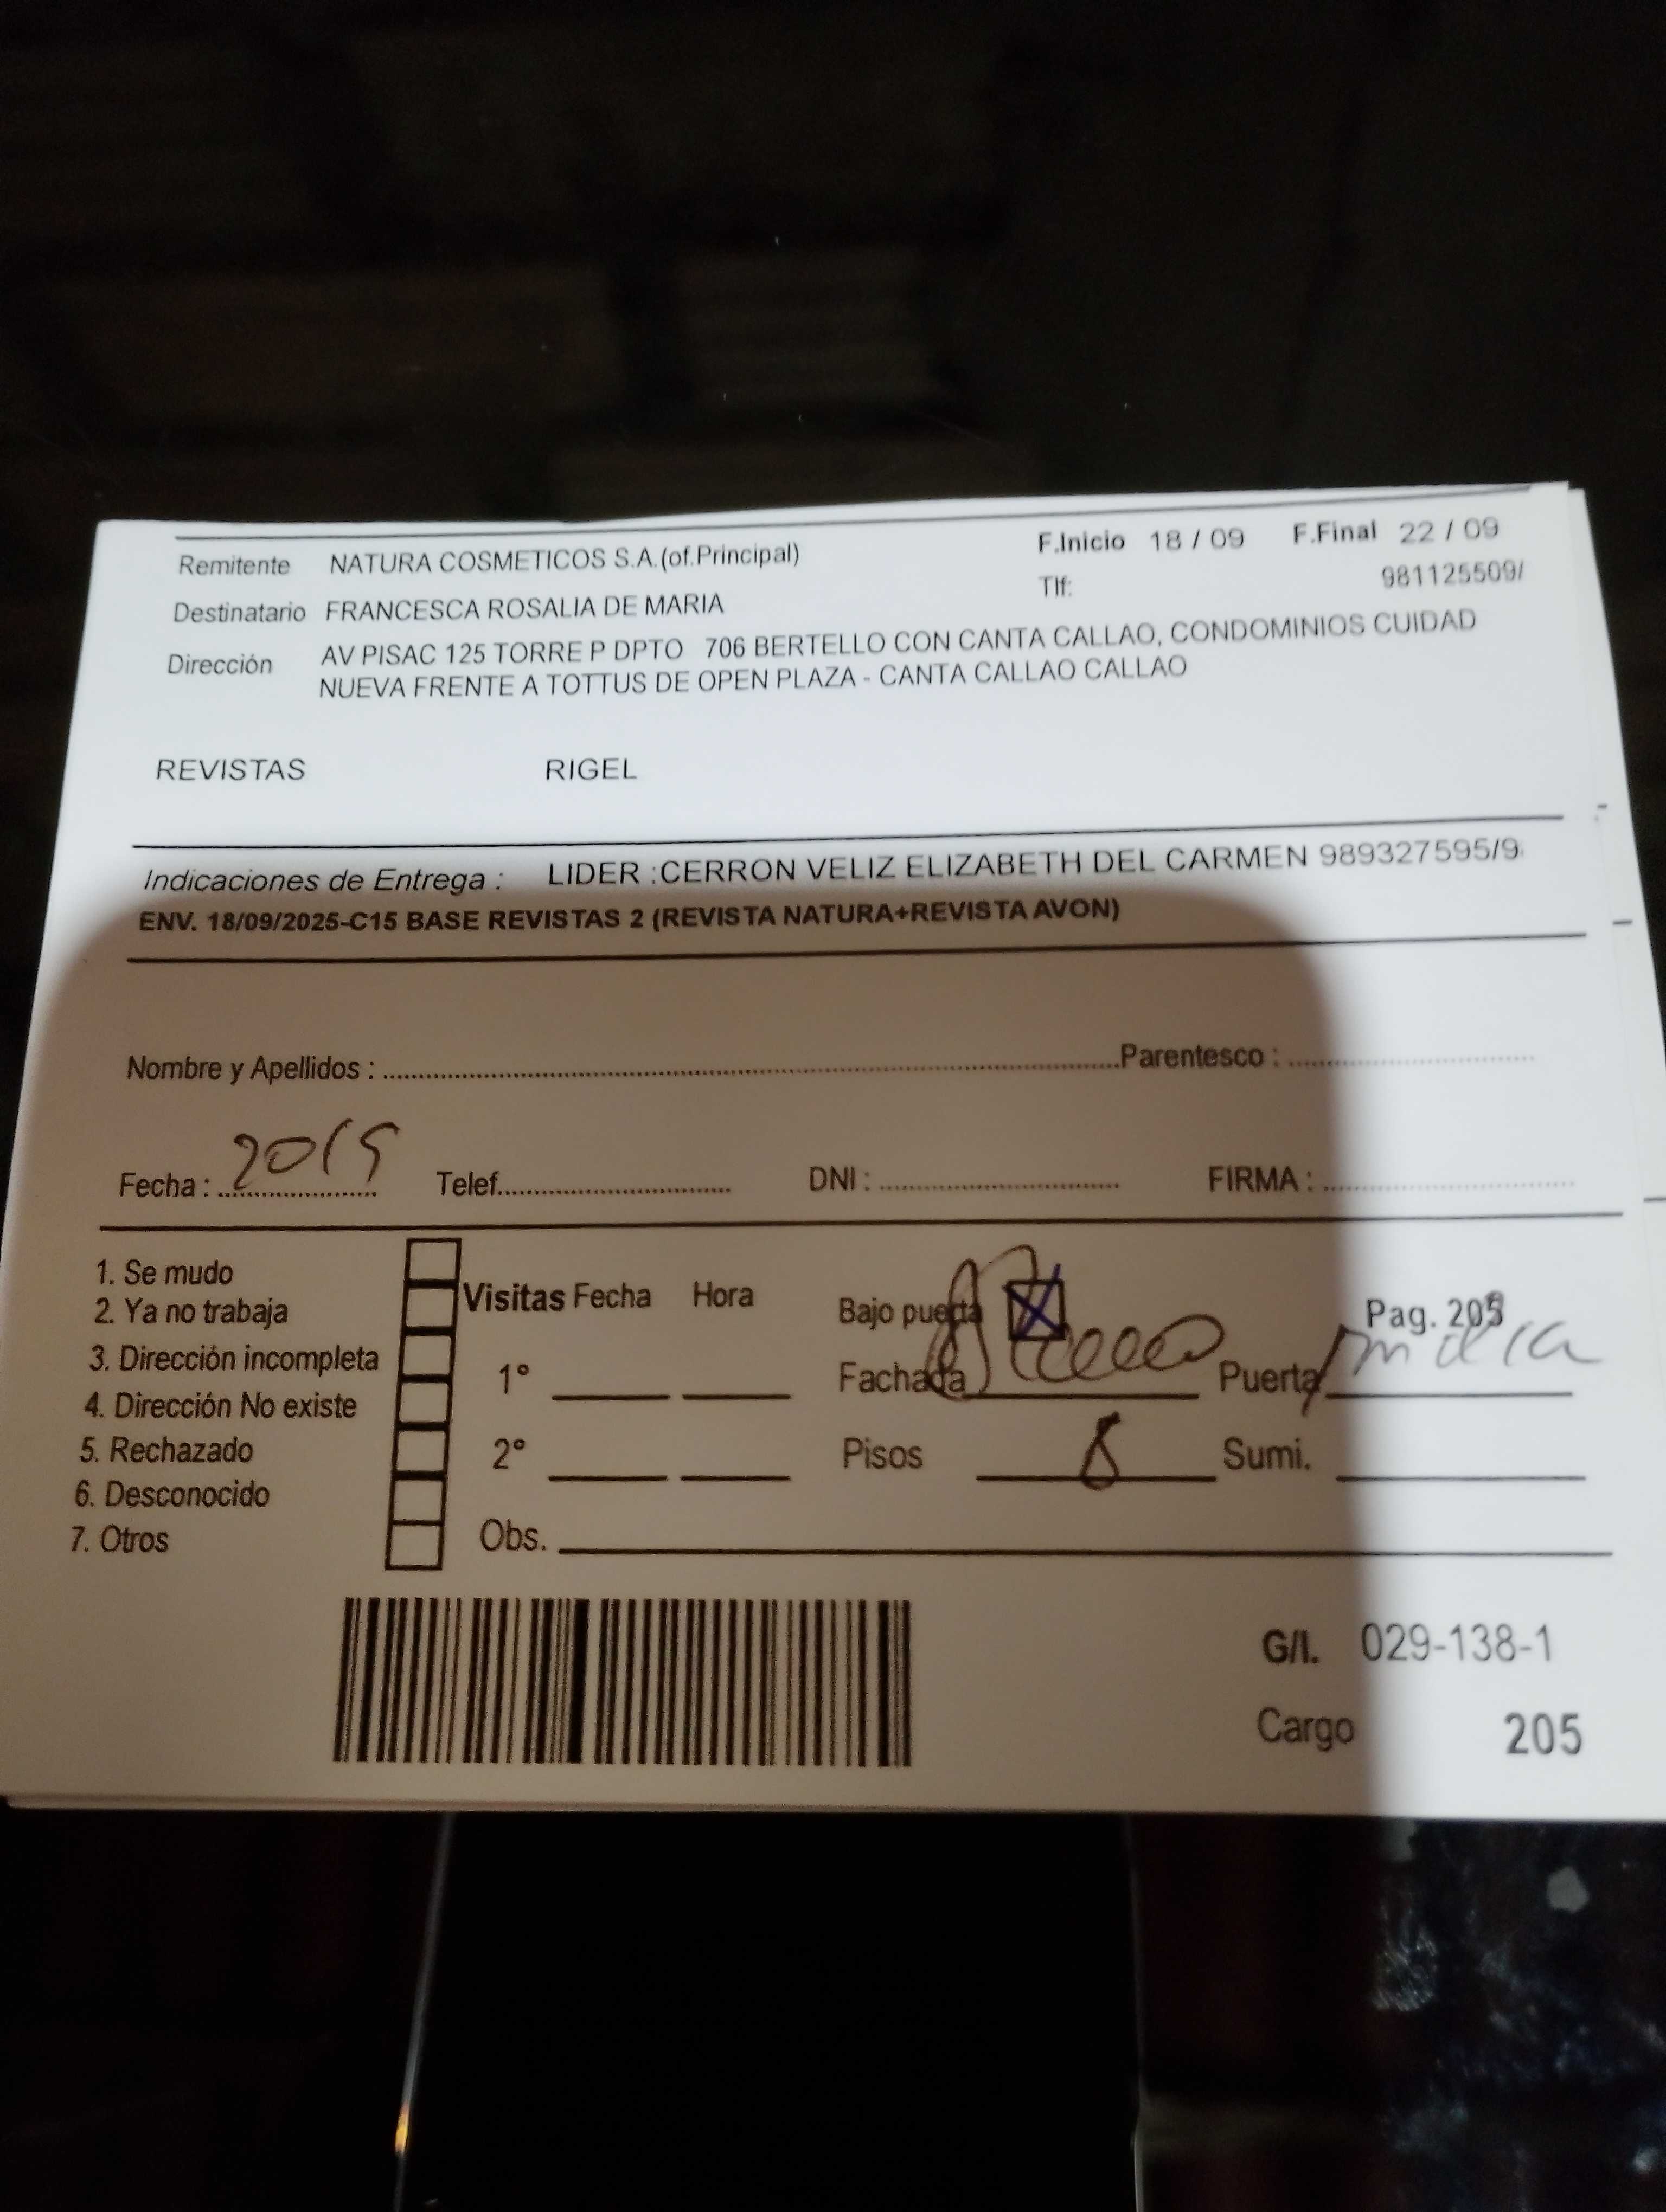 Remitente NATURA COSMETICOS S.A.(of.Principal) F.Inicio 18 / 09 F.Final 22 / 09
Tlf: 981125509/
Destinatario FRANCESCA ROSALIA DE MARIA
Dirección AV PISAC 125 TORRE P DPTO 706 BERTELLO CON CANTA CALLAO, CONDOMINIOS CUIDAD
NUEVA FRENTE A TOTTUS DE OPEN PLAZA - CANTA CALLAO CALLAO
REVISTAS RIGEL
Indicaciones de Entrega : LIDER :CERRON VELIZ ELIZABETH DEL CARMEN 989327595/9
ENV. 18/09/2025-C15 BASE REVISTAS 2 (REVISTA NATURA+REVISTA AVON)
Nombre y Apellidos : Parentesco :
Fecha : Telef. DNI : FIRMA :
1. Se mudo
2. Ya no trabaja
3. Dirección incompleta
4. Dirección No existe
5. Rechazado
6. Desconocido
7. Otros
Visitas Fecha Hora
1°
2°
Obs.
Bajo puerta Pag. 205
Fachada Puerta
Pisos 8 Sumi.
G/I. 029-138-1
Cargo 205